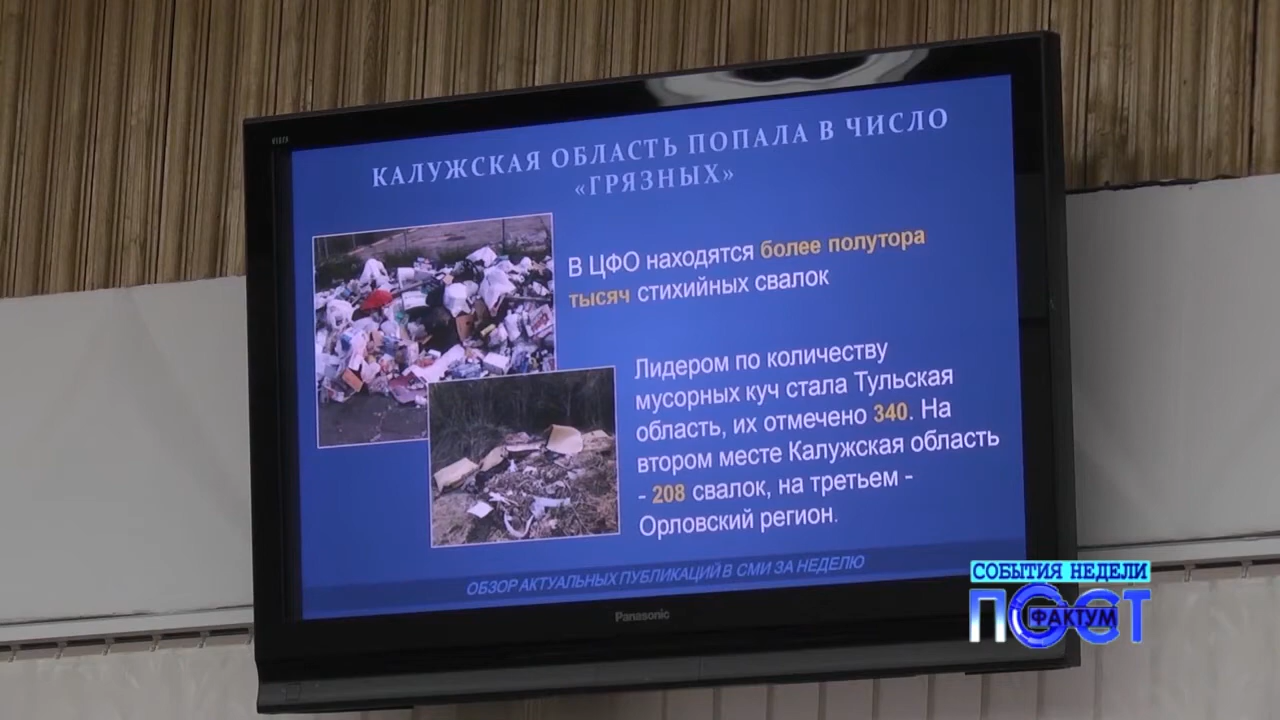 КАЛУЖСКАЯ ОБЛАСТЬ ПОПАЛА В ЧИСЛО
«ГРЯЗНЫХ»
В ЦФО находятся более полутора
тысяч стихийных свалок
Лидером по количеству
мусорных куч стала Тульская
область, их отмечено 340. На
втором месте Калужская область
- 208 свалок, на третьем -
Орловский регион.
ОБЗОР АКТУАЛЬНЫХ ПУБЛИКАЦИЙ В СМИ ЗА НЕДЕЛЮ
Panasonic
СОБЫТИЯ НЕДЕЛИ
ПОСТ
ФАКТУМ